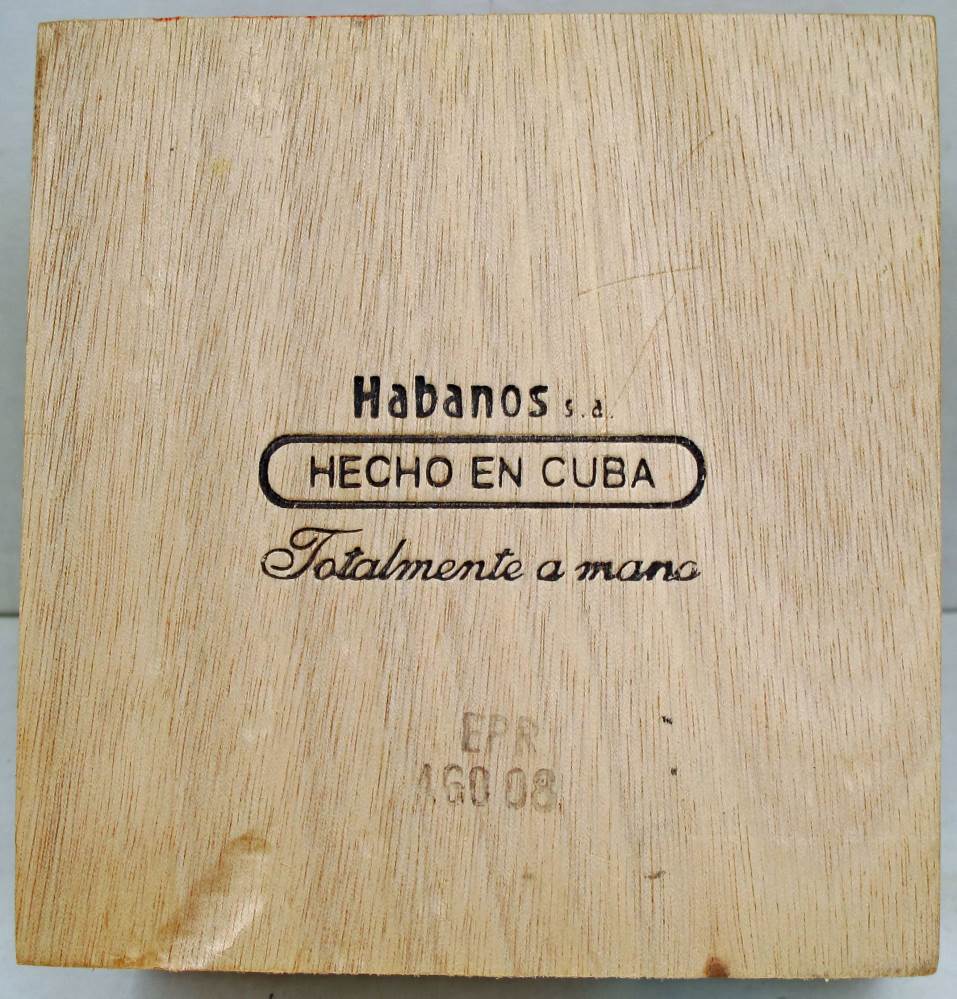 Habanos s.a.
HECHO EN CUBA
Totalmente a mano
EPR
AGO 08